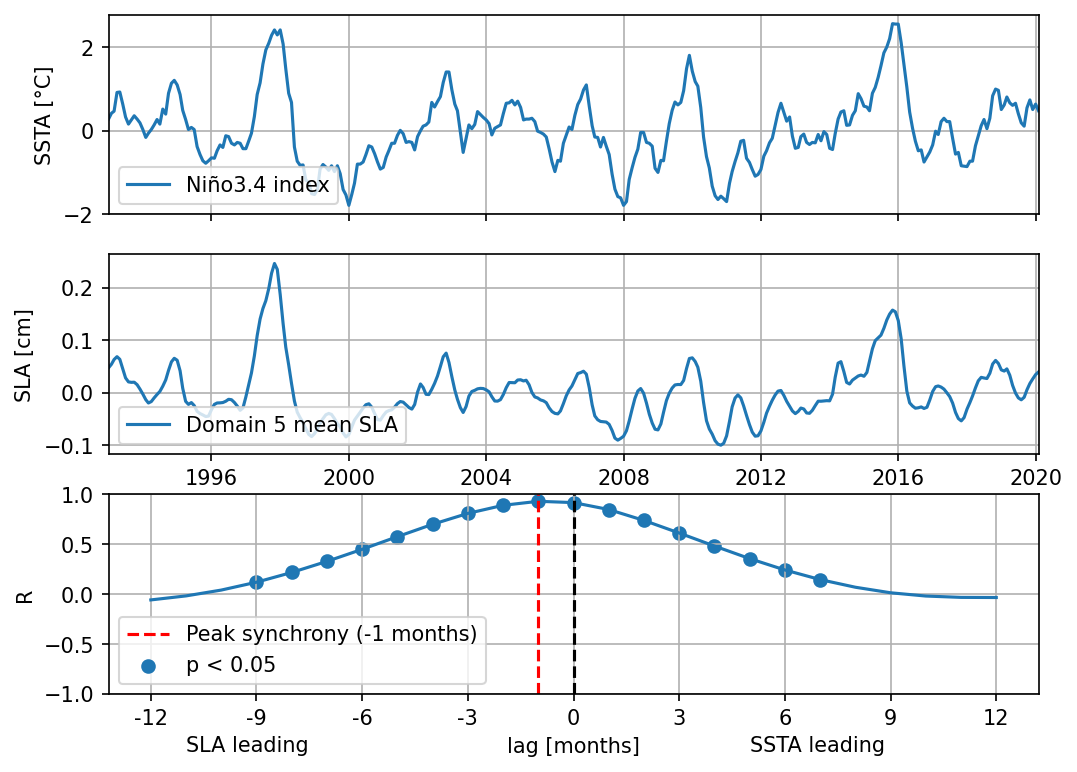 SSTA [°C]
2
0
−2
Niño3.4 index
SLA [cm]
0.2
0.1
0.0
−0.1
Domain 5 mean SLA
1996 2000 2004 2008 2012 2016 2020
R
1.0
0.5
0.0
−0.5
−1.0
Peak synchrony (-1 months)
p < 0.05
-12 -9 -6 -3 0 3 6 9 12
SLA leading lag [months] SSTA leading